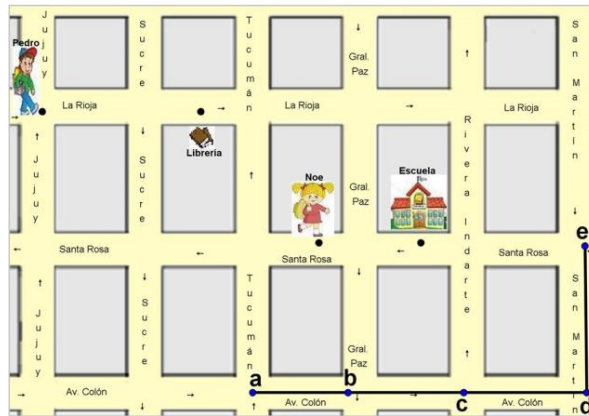 Jujuy
Sucre
Tucumán
Gral.
Paz
San Martín
Pedro
La Rioja
La Rioja
La Rioja
Librería
Jujuy
Sucre
Noe
Gral.
Paz
Escuela
Rivera Indarte
e
Santa Rosa
Santa Rosa
Santa Rosa
Jujuy
Sucre
Tucumán
Gral.
Paz
San Martín
a
b
c
d
Av. Colón
Av. Colón
Av. Colón